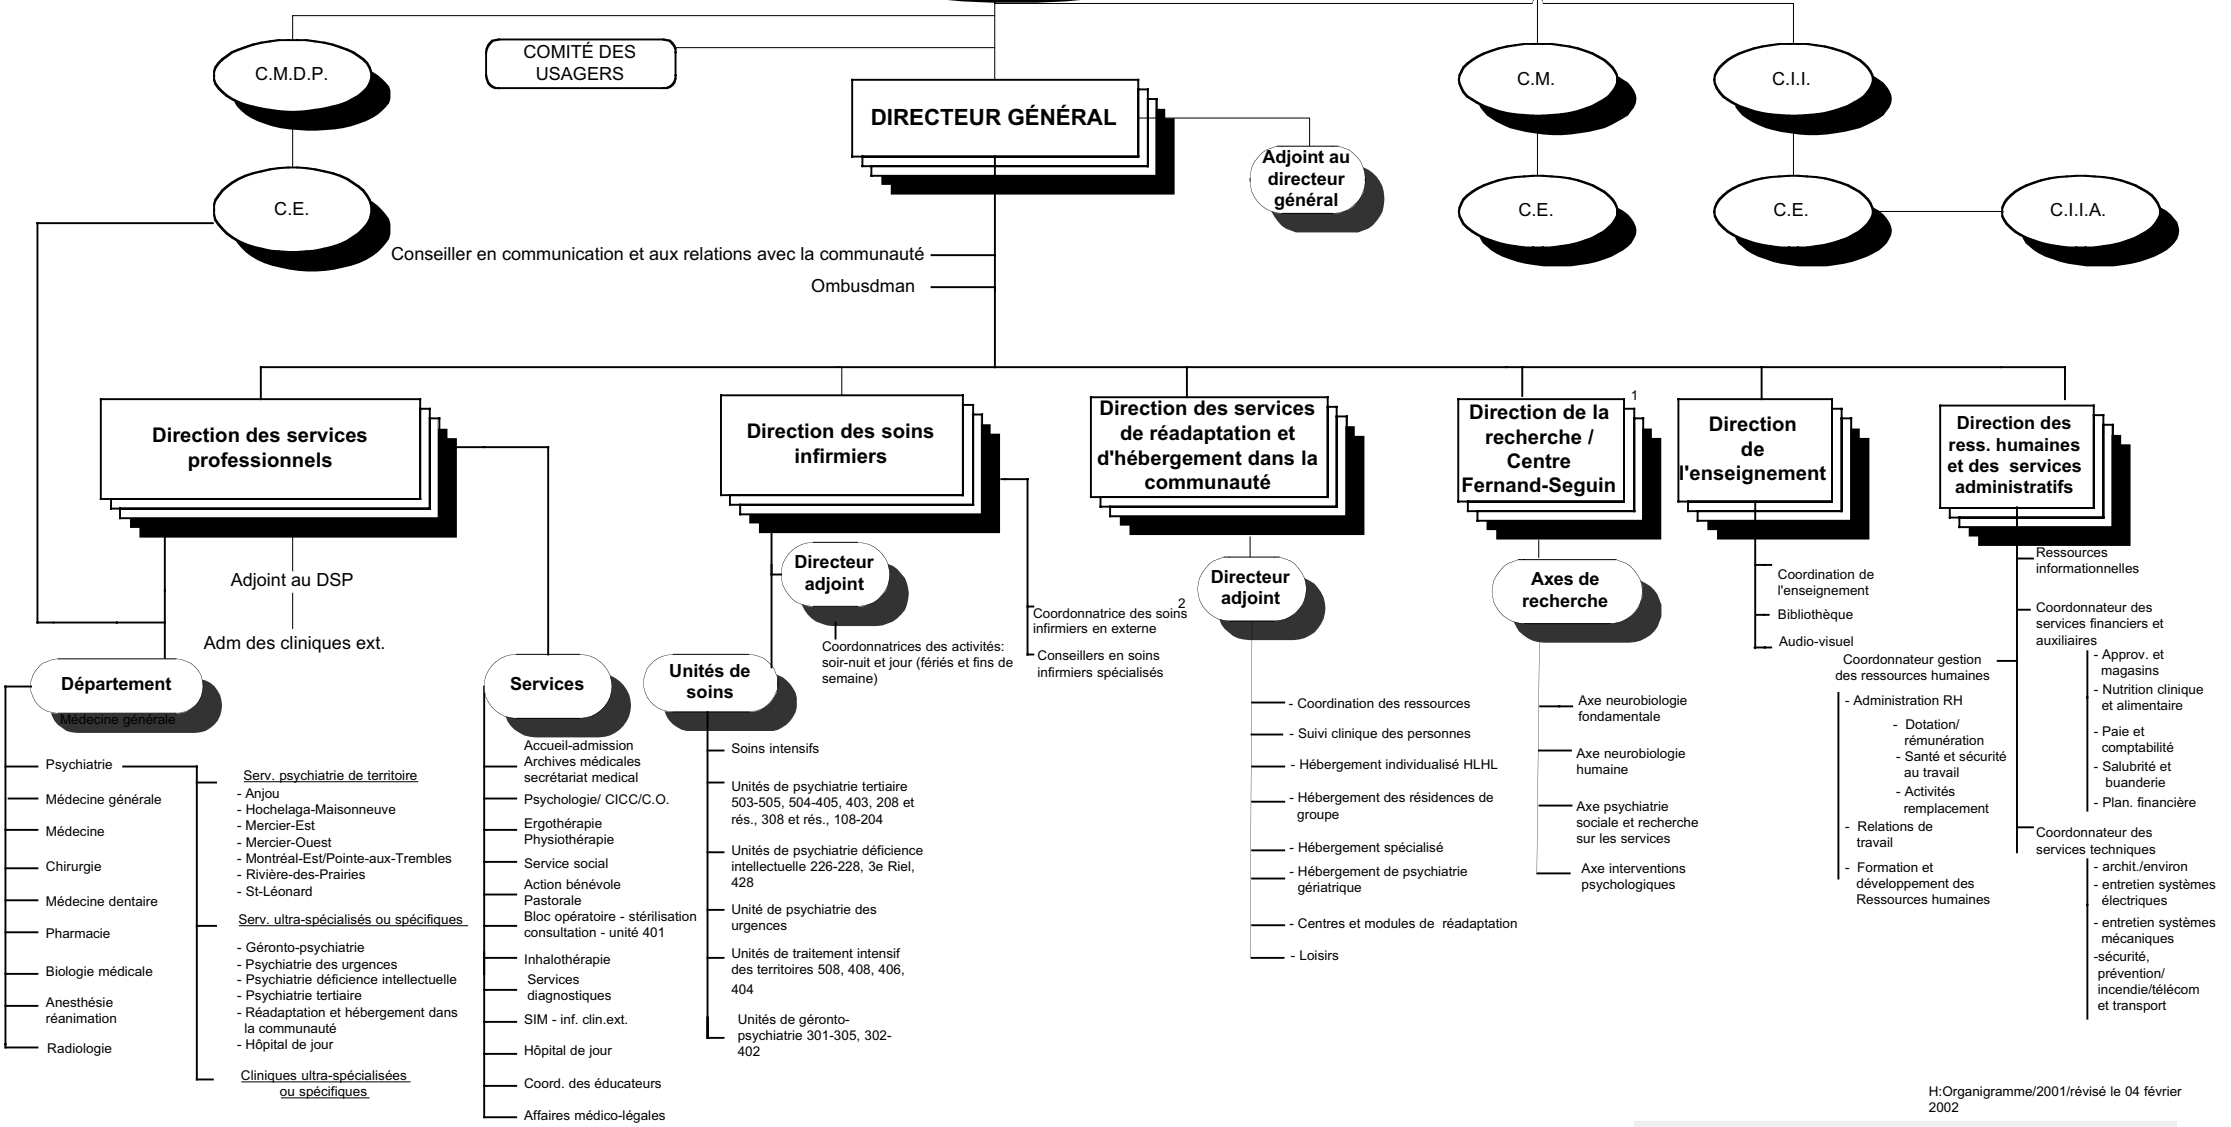 C.M.D.P.
COMITÉ DES
USAGERS
DIRECTEUR GÉNÉRAL
C.M.
C.I.I.
Adjoint au
directeur
général
C.E.
C.E.
C.E.
C.I.I.A.
Conseiller en communication et aux relations avec la communauté
Ombusdman
Direction des services
professionnels
Adjoint au DSP
Adm des cliniques ext.
Département
Médecine générale
Psychiatrie
Médecine générale
Médecine
Chirurgie
Médecine dentaire
Pharmacie
Biologie médicale
Anesthésie
réanimation
Radiologie
Serv. psychiatrie de territoire
- Anjou
- Hochelaga-Maisonneuve
- Mercier-Est
- Mercier-Ouest
- Montréal-Est/Pointe-aux-Trembles
- Rivière-des-Prairies
- St-Léonard
Serv. ultra-spécialisés ou spécifiques
- Géronto-psychiatrie
- Psychiatrie des urgences
- Psychiatrie déficience intellectuelle
- Psychiatrie tertiaire
- Réadaptation et hébergement dans
la communauté
- Hôpital de jour
Cliniques ultra-spécialisées
ou spécifiques
Services
Accueil-admission
Archives médicales
secrétariat medical
Psychologie/ CICC/C.O.
Ergothérapie
Physiothérapie
Service social
Action bénévole
Pastorale
Bloc opératoire - stérilisation
consultation - unité 401
Inhalothérapie
Services
diagnostiques
SIM - inf. clin.ext.
Hôpital de jour
Coord. des éducateurs
Affaires médico-légales
Direction des soins
infirmiers
Directeur
adjoint
Coordonnatrices des activités:
soir-nuit et jour (fériés et fins de
semaine)
Coordonnatrice des soins
infirmiers en externe
Conseillers en soins
infirmiers spécialisés
Unités de
soins
Soins intensifs
Unités de psychiatrie tertiaire
503-505, 504-405, 403, 208 et
rés., 308 et rés., 108-204
Unités de psychiatrie déficience
intellectuelle 226-228, 3e Riel,
428
Unité de psychiatrie des
urgences
Unités de traitement intensif
des territoires 508, 408, 406,
404
Unités de géronto-
psychiatrie 301-305, 302-
402
Direction des services
de réadaptation et
d'hébergement dans la
communauté
2
Directeur
adjoint
- Coordination des ressources
- Suivi clinique des personnes
- Hébergement individualisé HLHL
- Hébergement des résidences de
groupe
- Hébergement spécialisé
- Hébergement de psychiatrie
gériatrique
- Centres et modules de réadaptation
- Loisirs
1
Direction de la
recherche /
Centre
Fernand-Seguin
Axes de
recherche
Axe neurobiologie
fondamentale
Axe neurobiologie
humaine
Axe psychiatrie
sociale et recherche
sur les services
Axe interventions
psychologiques
Direction
de
l'enseignement
Coordination de
l'enseignement
Bibliothèque
Audio-visuel
Direction des
ress. humaines
et des services
administratifs
Ressources
informationnelles
Coordonnateur des
services financiers et
auxiliaires
- Approv. et
magasins
- Nutrition clinique
et alimentaire
- Paie et
comptabilité
- Salubrité et
buanderie
- Plan. financière
Coordonnateur gestion
des ressources humaines
- Administration RH
- Dotation/
rémunération
- Santé et sécurité
au travail
- Activités
remplacement
- Relations de
travail
- Formation et
développement des
Ressources humaines
Coordonnateur des
services techniques
- archit./environ
- entretien systèmes
électriques
- entretien systèmes
mécaniques
-sécurité,
prévention/
incendie/télécom
et transport
H:Organigramme/2001/révisé le 04 février
2002